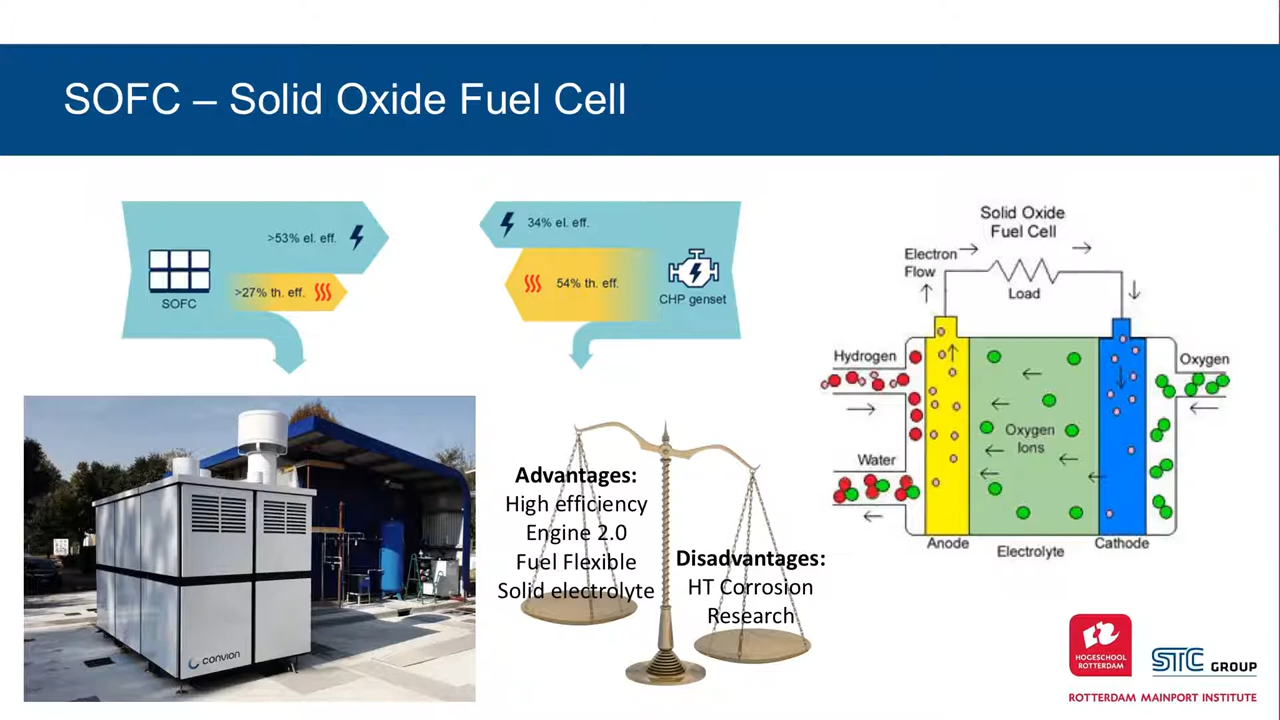 SOFC – Solid Oxide Fuel Cell
>53% el. eff.
>27% th. eff.
SOFC
34% el. eff.
54% th. eff.
CHP genset
Solid Oxide
Fuel Cell
Electron
Flow
Load
Hydrogen
Oxygen
Oxygen
Ions
Water
Anode
Electrolyte
Cathode
Advantages:
High efficiency
Engine 2.0
Fuel Flexible
Solid electrolyte
Disadvantages:
HT Corrosion
Research
convion
HOGESCHOOL
ROTTERDAM
STC GROUP
ROTTERDAM MAINPORT INSTITUTE